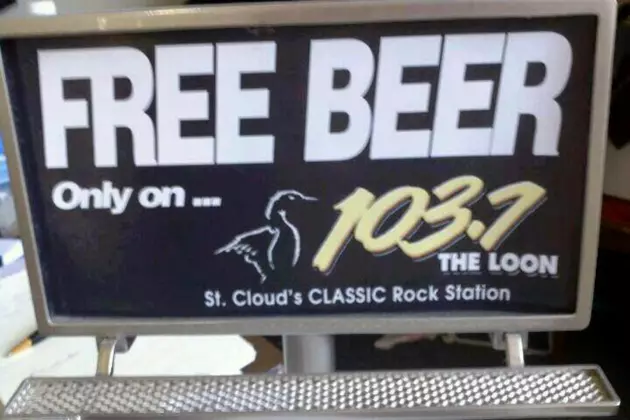 FREE BEER
Only on ...
103.7
THE LOON
St. Cloud's CLASSIC Rock Station